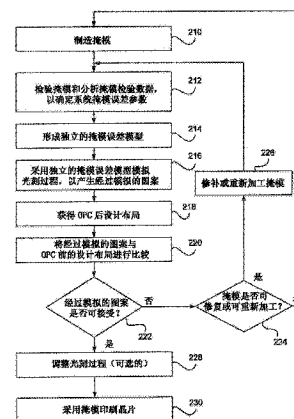 制造掩模
210
检验掩模和分析掩模检验数据，
以确定系统掩模误差参数
212
形成独立的掩模误差模型
214
采用独立的掩模误差模型模拟
光刻过程，以产生经过模拟的图案
216
获得OPC后设计布局
218
将经过模拟的图案与
OPC前的设计布局进行比较
220
经过模拟的图案
是否可接受？
222
否
是
掩模是否可
修复或可重新加工？
234
是
否
修补或重新加工掩模
226
调整光刻过程（可选的）
228
采用掩模印刷晶片
230